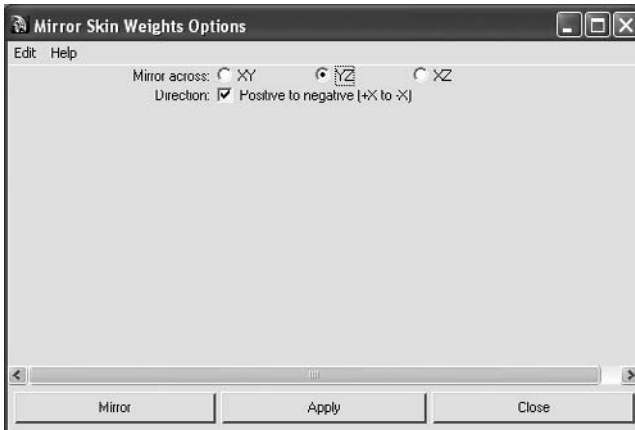 Mirror Skin Weights Options
Edit Help
Mirror across: XY YZ XZ
Direction: Positive to negative (+X to -X)
Mirror Apply Close